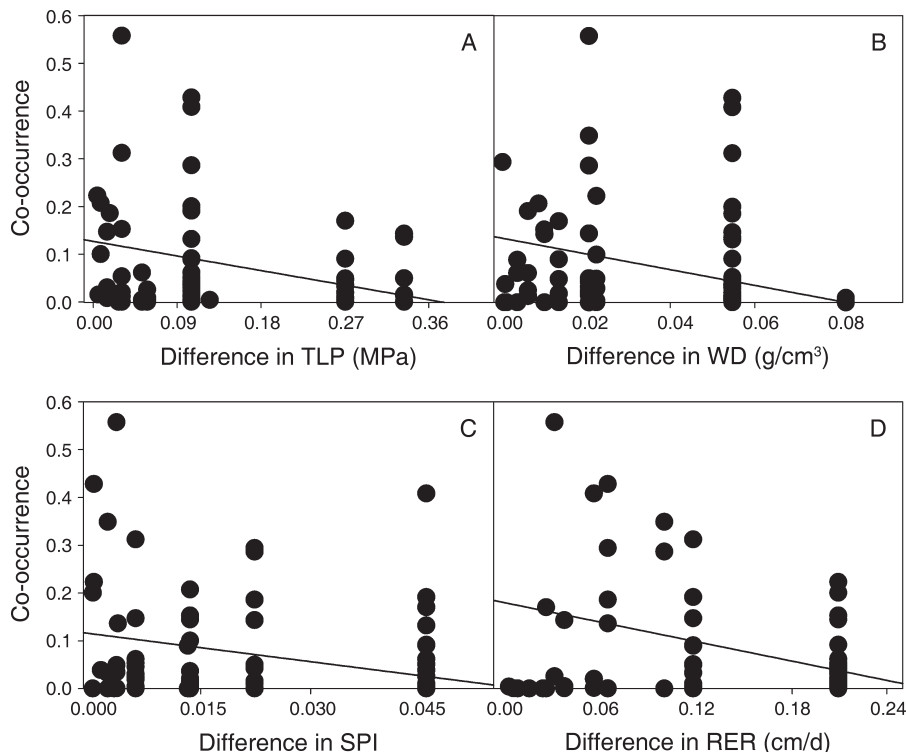 A
B
Co-occurrence
0.6
0.5
0.4
0.3
0.2
0.1
0.0
0.00 0.09 0.18 0.27 0.36
0.00 0.02 0.04 0.06 0.08
Difference in TLP (MPa)
Difference in WD (g/cm³)
C
D
Co-occurrence
0.6
0.5
0.4
0.3
0.2
0.1
0.0
0.000 0.015 0.030 0.045
0.00 0.06 0.12 0.18 0.24
Difference in SPI
Difference in RER (cm/d)